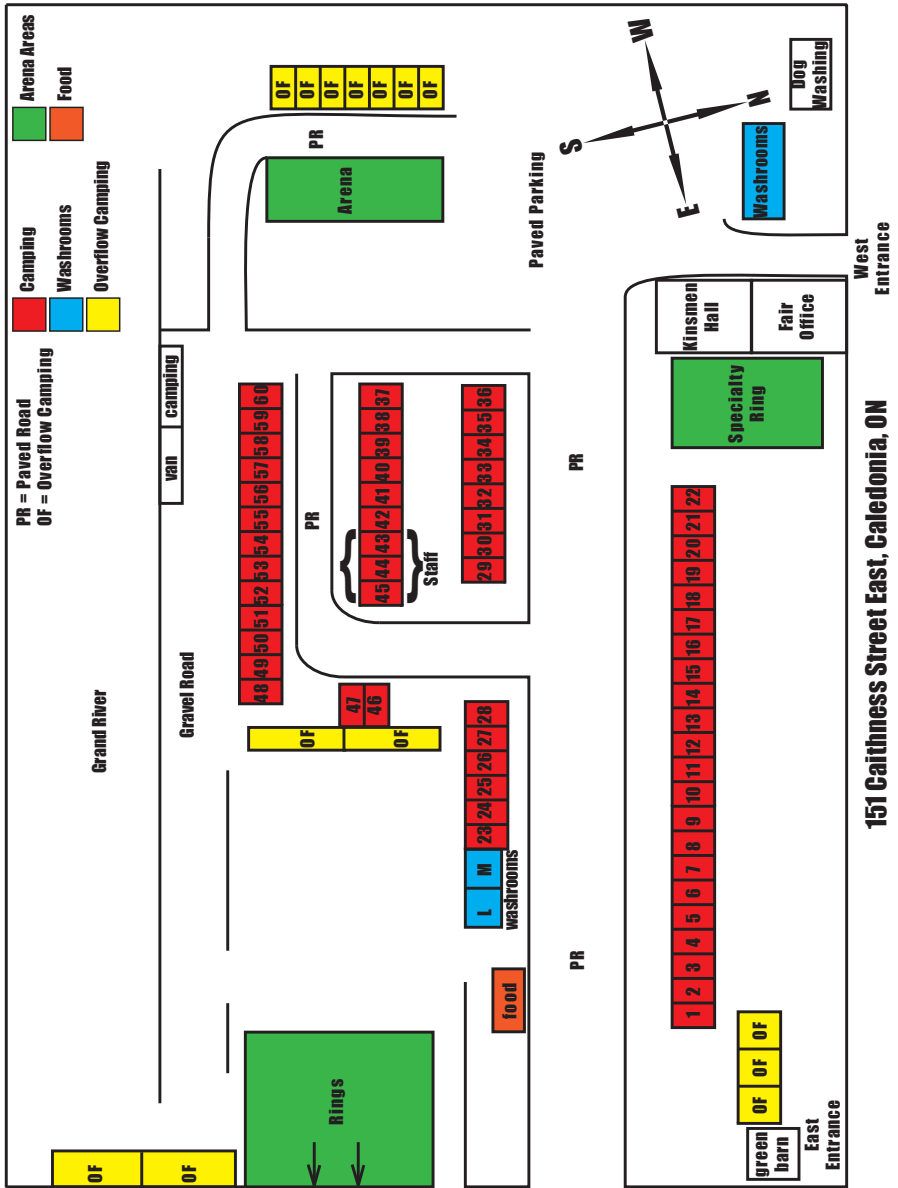 PR = Paved Road
OF = Overflow Camping
Camping
Washrooms
Overflow Camping
Arena Areas
Food
Grand River
OF
OF
Gravel Road
van
camping
48 49 50 51 52 53 54 55 56 57 58 59 60
OF
OF
47
46
PR
45 44 43 42 41 40 39 38 37
Staff
29 30 31 32 33 34 35 36
PR
Arena
OF
OF
OF
OF
OF
OF
OF
Rings
L
M
washrooms
23 24 25 26 27 28
food
Paved Parking
PR
PR
S
W
E
N
1 2 3 4 5 6 7 8 9 10 11 12 13 14 15 16 17 18 19 20 21 22
Specialty
Ring
Kinsmen
Hall
Fair
Office
Washrooms
Dog
Washing
OF
OF
OF
green
barn
East
Entrance
West
Entrance
151 Caithness Street East, Caledonia, ON